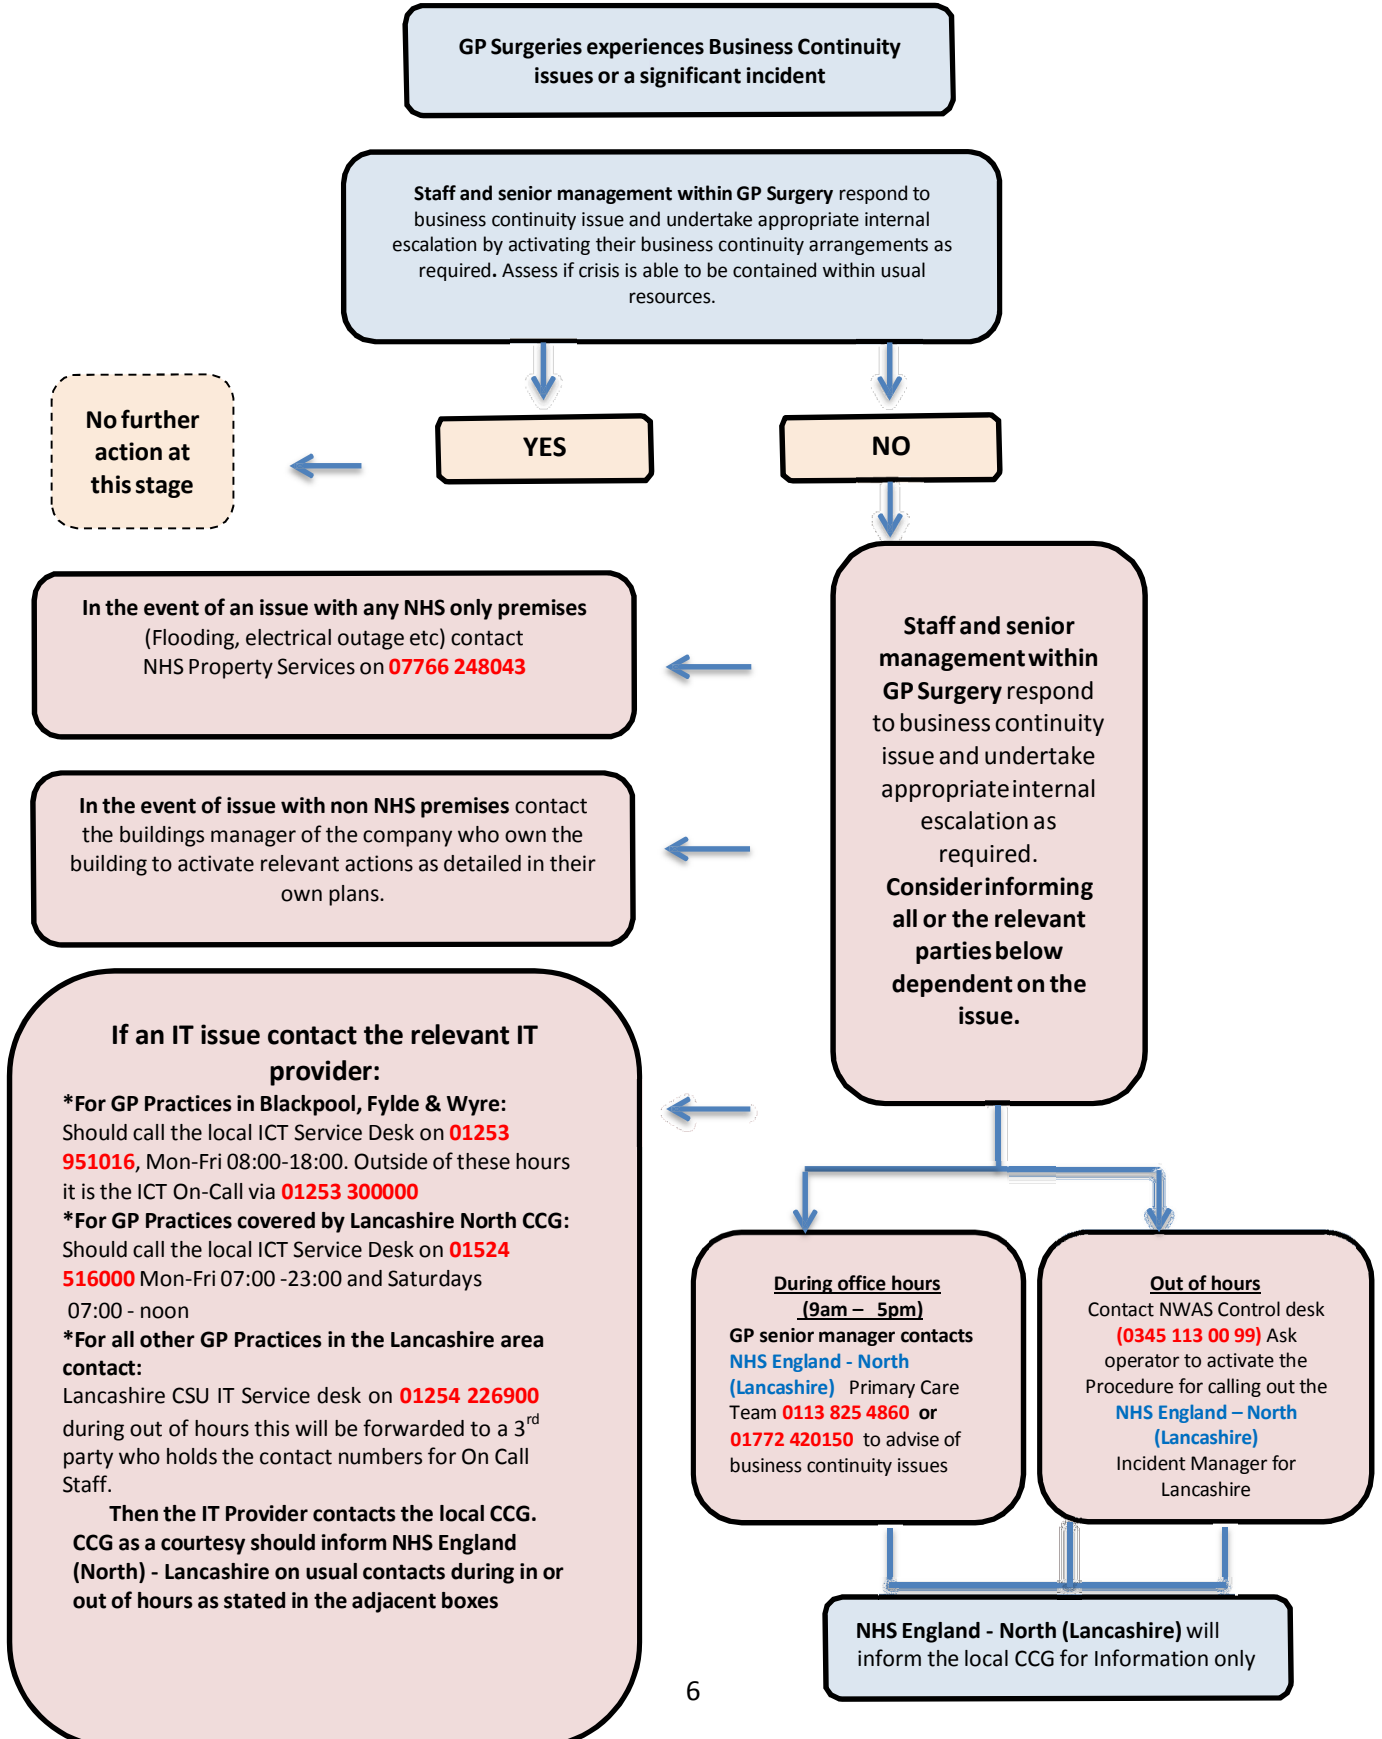 GP Surgeries experiences Business Continuity
issues or a significant incident
Staff and senior management within GP Surgery respond to
business continuity issue and undertake appropriate internal
escalation by activating their business continuity arrangements as
required. Assess if crisis is able to be contained within usual
resources.
No further
action at
this stage
YES
NO
In the event of an issue with any NHS only premises
(Flooding, electrical outage etc) contact
NHS Property Services on 07766 248043
In the event of issue with non NHS premises contact
the buildings manager of the company who own the
building to activate relevant actions as detailed in their
own plans.
Staff and senior
management within
GP Surgery respond
to business continuity
issue and undertake
appropriate internal
escalation as
required.
Consider informing
all or the relevant
parties below
dependent on the
issue.
If an IT issue contact the relevant IT
provider:
*For GP Practices in Blackpool, Fylde & Wyre:
Should call the local ICT Service Desk on 01253
951016, Mon-Fri 08:00-18:00. Outside of these hours
it is the ICT On-Call via 01253 300000
*For GP Practices covered by Lancashire North CCG:
Should call the local ICT Service Desk on 01524
516000 Mon-Fri 07:00 -23:00 and Saturdays
07:00 - noon
*For all other GP Practices in the Lancashire area
contact:
Lancashire CSU IT Service desk on 01254 226900
during out of hours this will be forwarded to a 3rd
party who holds the contact numbers for On Call
Staff.
Then the IT Provider contacts the local CCG.
CCG as a courtesy should inform NHS England
(North) - Lancashire on usual contacts during in or
out of hours as stated in the adjacent boxes
During office hours
(9am – 5pm)
GP senior manager contacts
NHS England - North
(Lancashire) Primary Care
Team 0113 825 4860 or
01772 420150 to advise of
business continuity issues
Out of hours
Contact NWAS Control desk
(0345 113 00 99) Ask
operator to activate the
Procedure for calling out the
NHS England – North
(Lancashire)
Incident Manager for
Lancashire
NHS England - North (Lancashire) will
inform the local CCG for Information only
6